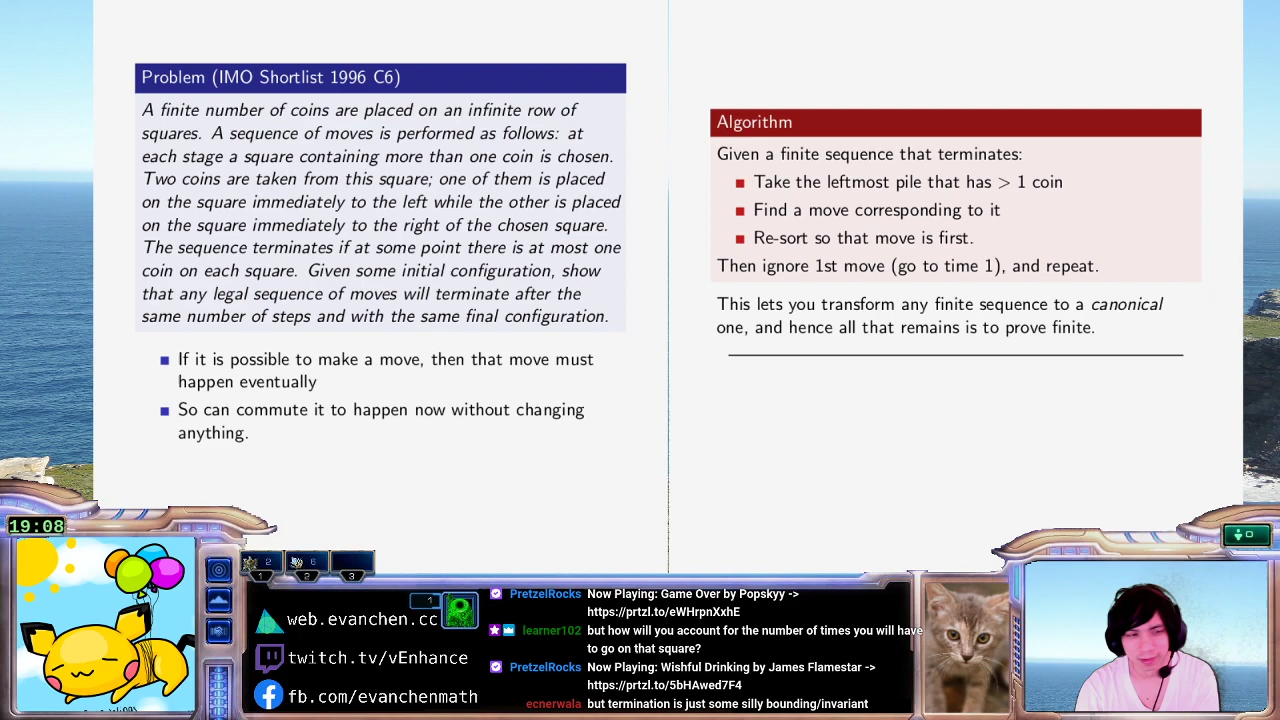 Problem (IMO Shortlist 1996 C6)
A finite number of coins are placed on an infinite row of
squares. A sequence of moves is performed as follows: at
each stage a square containing more than one coin is chosen.
Two coins are taken from this square; one of them is placed
on the square immediately to the left while the other is placed
on the square immediately to the right of the chosen square.
The sequence terminates if at some point there is at most one
coin on each square. Given some initial configuration, show
that any legal sequence of moves will terminate after the
same number of steps and with the same final configuration.
If it is possible to make a move, then that move must
happen eventually
So can commute it to happen now without changing
anything.
Algorithm
Given a finite sequence that terminates:
Take the leftmost pile that has > 1 coin
Find a move corresponding to it
Re-sort so that move is first.
Then ignore 1st move (go to time 1), and repeat.
This lets you transform any finite sequence to a canonical
one, and hence all that remains is to prove finite.
19:08
2
6
1
2
3
1
web.evanchen.cc
twitch.tv/vEnhance
fb.com/evanchenmath
PretzelRocks Now Playing: Game Over by Popskyy ->
https://prtzl.to/eWHrpnXxhE
learner102 but how will you account for the number of times you will have
to go on that square?
PretzelRocks Now Playing: Wishful Drinking by James Flamestar ->
https://prtzl.to/5bHAwed7F4
ecnerwala but termination is just some silly bounding/invariant